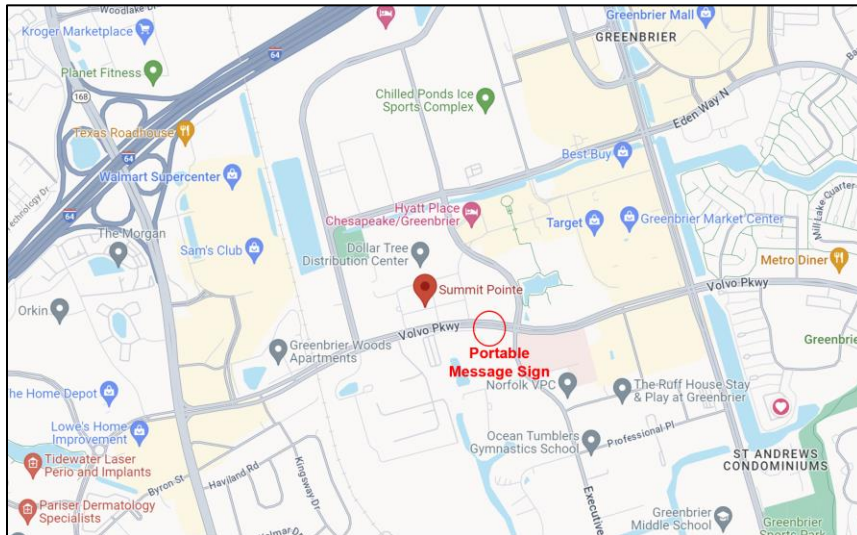 Woodlake Dr
Kroger Marketplace
64
Greenbrier Mall
GREENBRIER
Planet Fitness
168
Chilled Ponds Ice
Sports Complex
Eden Way N
Texas Roadhouse
64
Best Buy
Walmart Supercenter
Technology Dr
64
Hyatt Place
Chesapeake/Greenbrier
Target
Greenbrier Market Center
Mill Lake Quarter
The Morgan
Sam's Club
Dollar Tree
Distribution Center
Metro Diner
Summit Pointe
Volvo Pkwy
Orkin
Volvo Pkwy
Greenbrier Woods
Apartments
Portable
Message Sign
Greenbrier
Norfolk VPC
The Ruff House Stay
& Play at Greenbrier
The Home Depot
Lowe's Home
Improvement
Ocean Tumblers
Gymnastics School
Professional Pl
Tidewater Laser
Perio and Implants
Byron St
Haviland Rd
Kingsway Dr
ST ANDREWS
CONDOMINIUMS
Pariser Dermatology
Specialists
Executive
Greenbrier
Middle School
Greenbrier
Sports Park